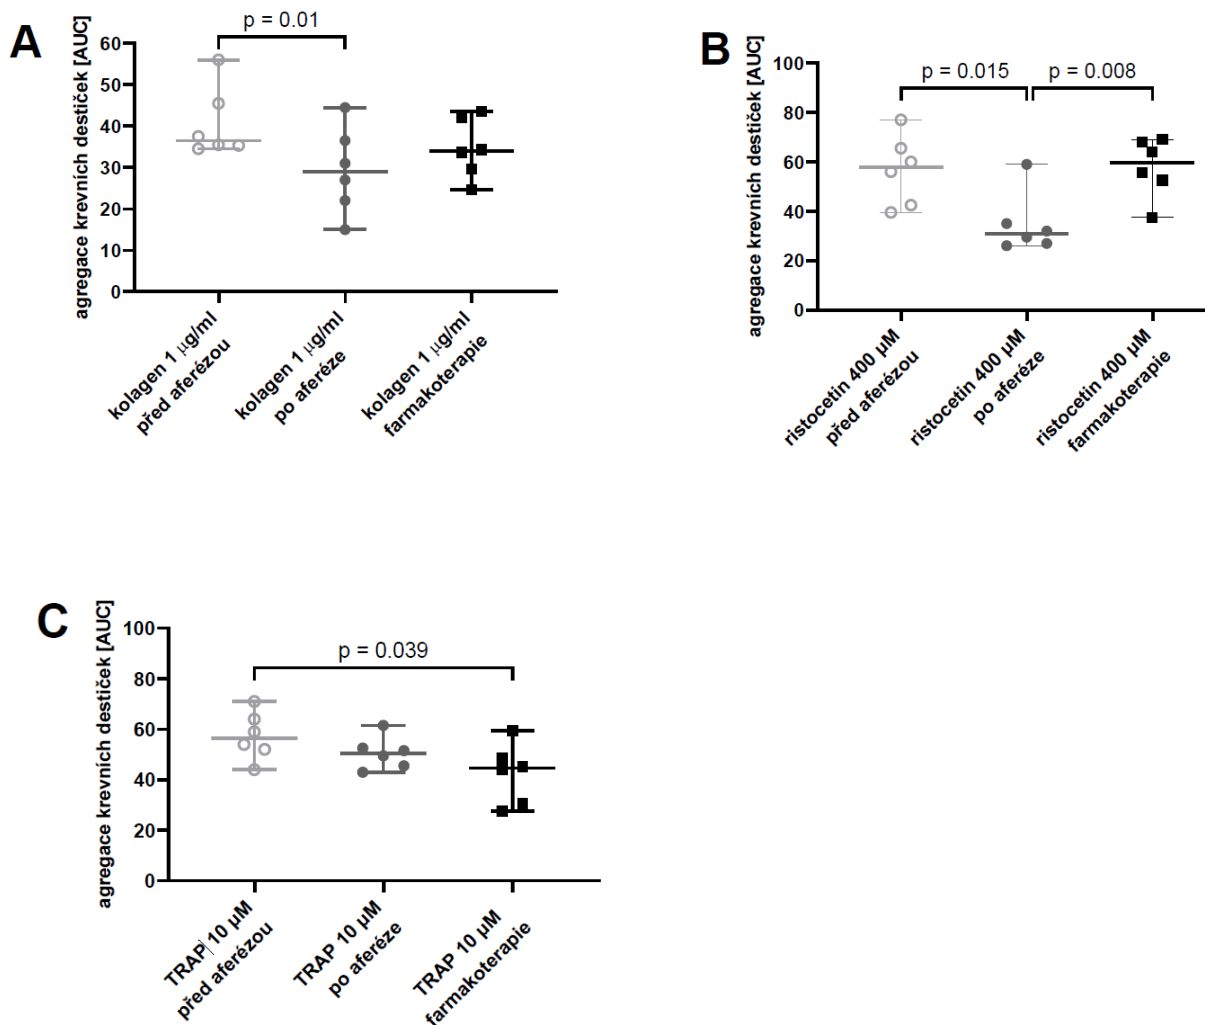 A
p = 0.01
agregace krevních destiček [AUC]
60
50
40
30
20
10
0
kolagen 1 µg/ml
před aferézou
kolagen 1 µg/ml
po aferéze
kolagen 1 µg/ml
farmakoterapie
B
p = 0.015
p = 0.008
agregace krevních destiček [AUC]
100
80
60
40
20
0
ristocetin 400 µM
před aferézou
ristocetin 400 µM
po aferéze
ristocetin 400 µM
farmakoterapie
C
p = 0.039
agregace krevních destiček [AUC]
100
80
60
40
20
0
TRAP 10 µM
před aferézou
TRAP 10 µM
po aferéze
TRAP 10 µM
farmakoterapie